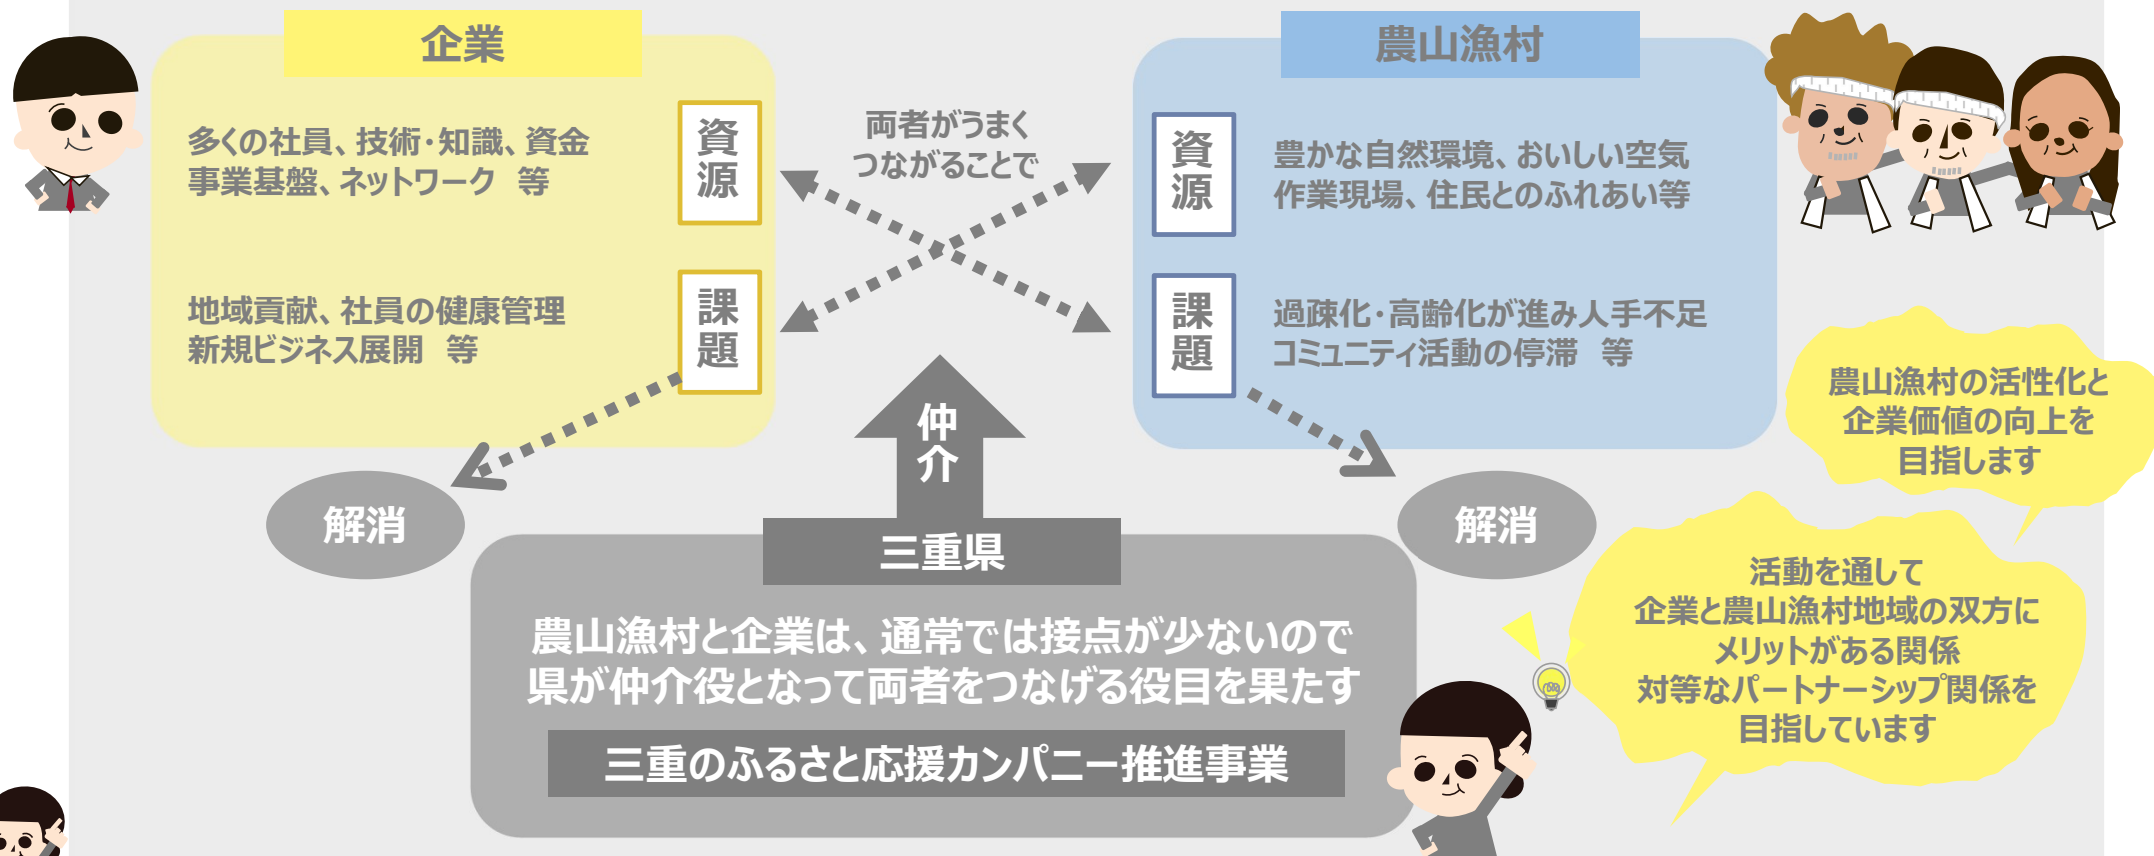 企業
多くの社員、技術・知識、資金
事業基盤、ネットワーク 等
資源
地域貢献、社員の健康管理
新規ビジネス展開 等
課題
両者がうまく
つながることで
農山漁村
資源
豊かな自然環境、おいしい空気
作業現場、住民とのふれあい等
課題
過疎化・高齢化が進み人手不足
コミュニティ活動の停滞 等
解消
仲介
解消
三重県
農山漁村と企業は、通常では接点が少ないので
県が仲介役となって両者をつなげる役目を果たす
三重のふるさと応援カンパニー推進事業
農山漁村の活性化と
企業価値の向上を
目指します
活動を通して
企業と農山漁村地域の双方に
メリットがある関係
対等なパートナーシップ関係を
目指しています